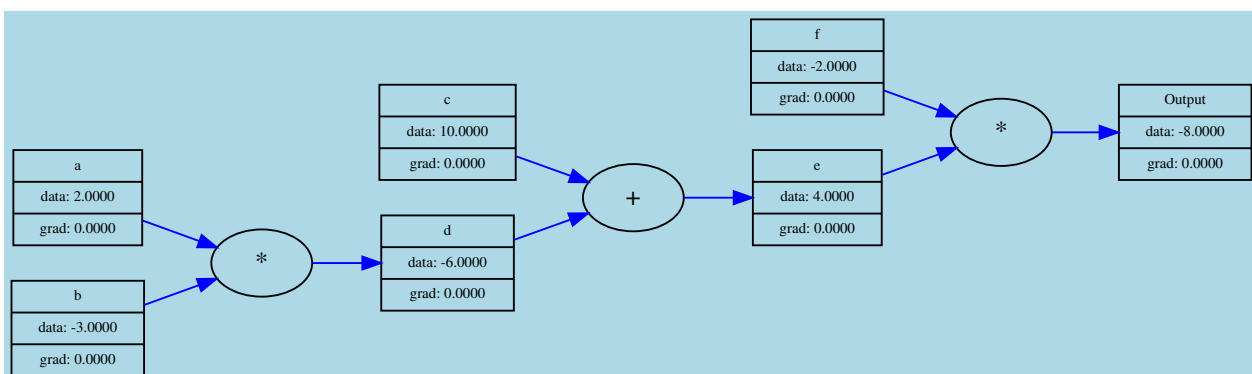 a
data: 2.0000
grad: 0.0000
b
data: -3.0000
grad: 0.0000
*
c
data: 10.0000
grad: 0.0000
d
data: -6.0000
grad: 0.0000
+
f
data: -2.0000
grad: 0.0000
e
data: 4.0000
grad: 0.0000
*
Output
data: -8.0000
grad: 0.0000